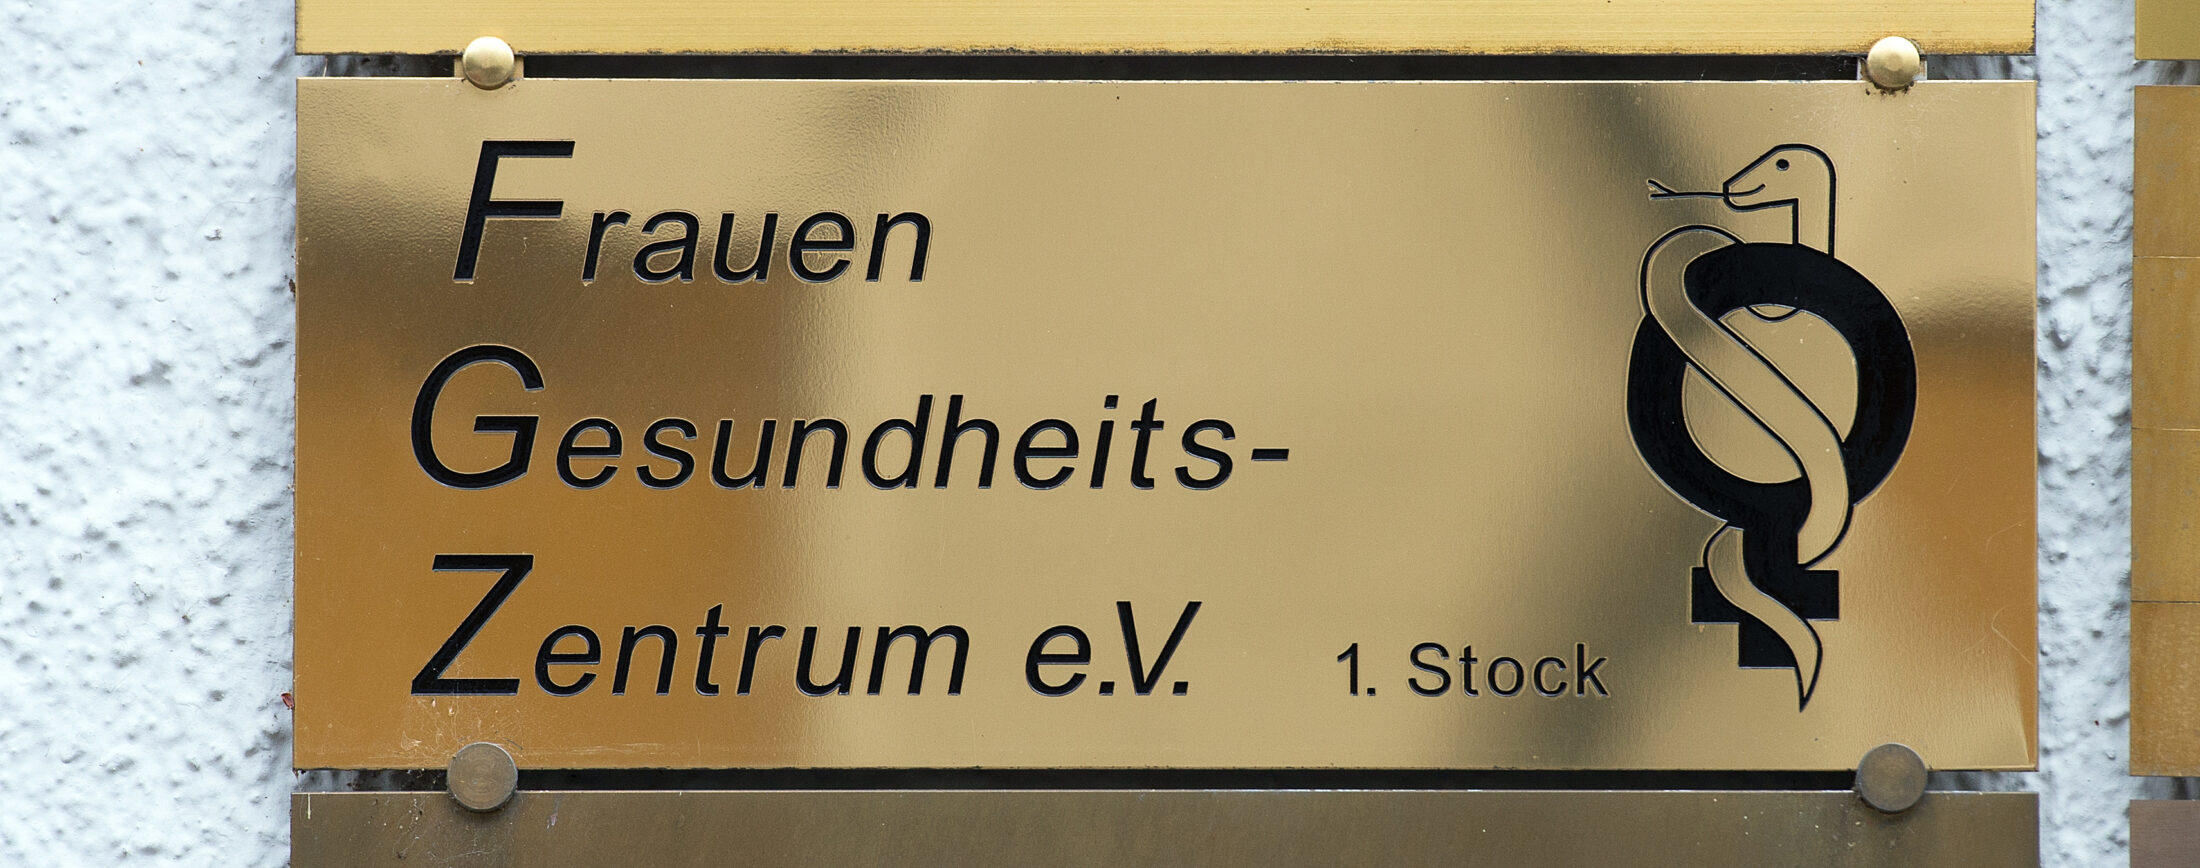 Frauen
Gesundheits-
Zentrum e.V. 1. Stock